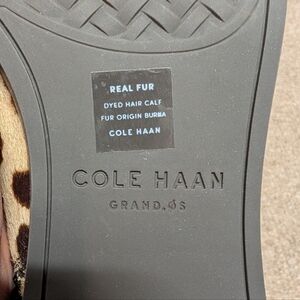 REAL FUR
DYED HAIR CALF
FUR ORIGIN BURMA
COLE HAAN
COLE HAAN
GRAND.ØS